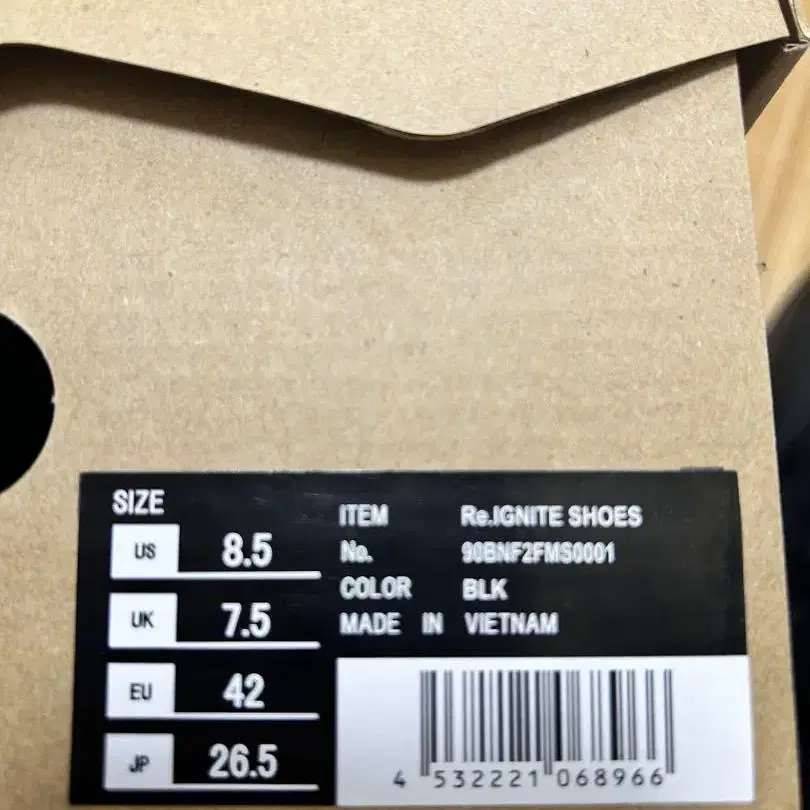 SIZE
US 8.5
UK 7.5
EU 42
JP 26.5
ITEM Re.IGNITE SHOES
No. 90BNF2FMS0001
COLOR BLK
MADE IN VIETNAM
4 532221 068966